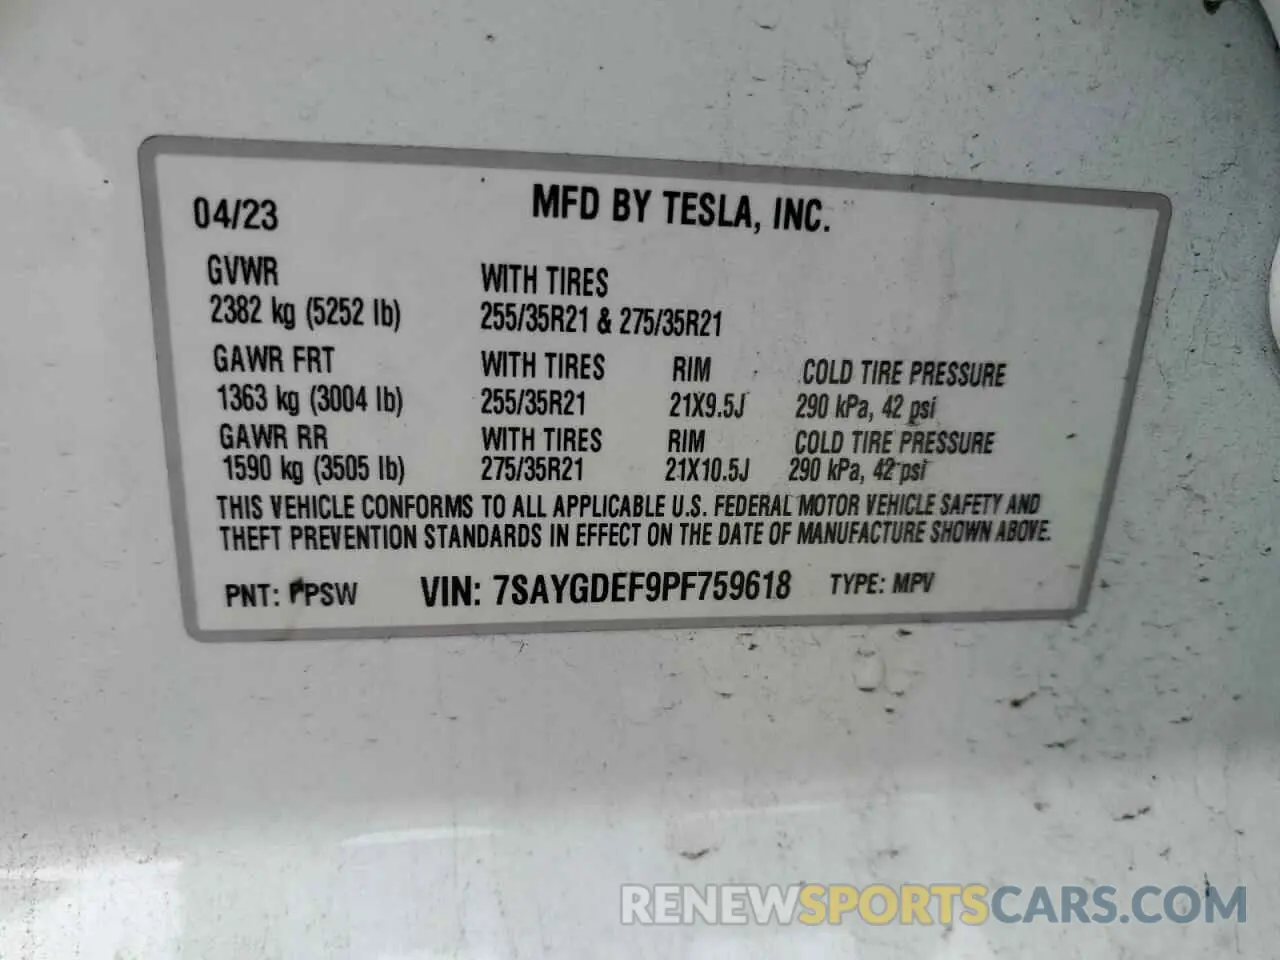 04/23 MFD BY TESLA, INC.
GVWR WITH TIRES
2382 kg (5252 lb) 255/35R21 & 275/35R21
GAWR FRT WITH TIRES RIM COLD TIRE PRESSURE
1363 kg (3004 lb) 255/35R21 21X9.5J 290 kPa, 42 psi
GAWR RR WITH TIRES RIM COLD TIRE PRESSURE
1590 kg (3505 lb) 275/35R21 21X10.5J 290 kPa, 42 psi
THIS VEHICLE CONFORMS TO ALL APPLICABLE U.S. FEDERAL MOTOR VEHICLE SAFETY AND
THEFT PREVENTION STANDARDS IN EFFECT ON THE DATE OF MANUFACTURE SHOWN ABOVE.
PNT: PPSW VIN: 7SAYGDEF9PF759618 TYPE: MPV
RENEWSPORTSCARS.COM